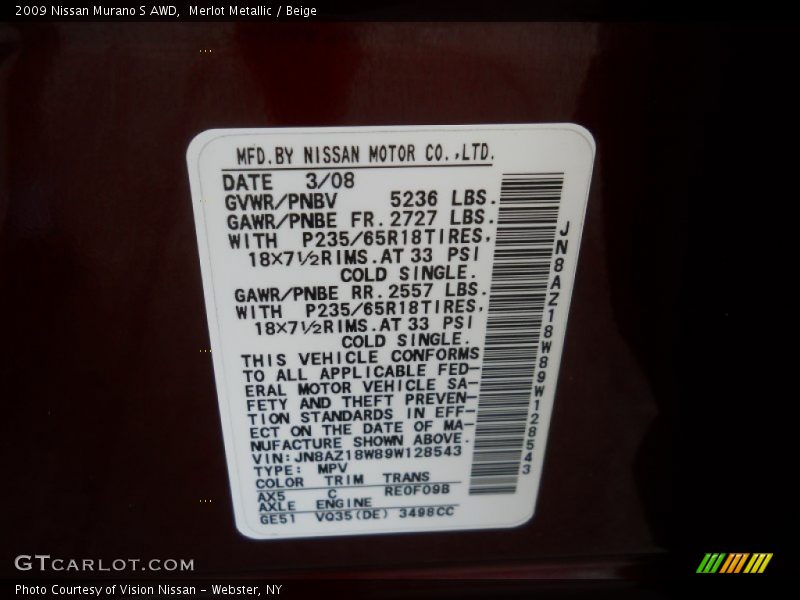 2009 Nissan Murano S AWD,  Merlot Metallic / Beige
MFD.BY NISSAN MOTOR CO.,LTD.
DATE 3/08
GVWR/PNBV 5236 LBS.
GAWR/PNBE FR.2727 LBS.
WITH P235/65R18TIRES,
18×7½RIMS.AT 33 PSI
COLD SINGLE.
GAWR/PNBE RR.2557 LBS.
WITH P235/65R18TIRES,
18×7½RIMS.AT 33 PSI
COLD SINGLE.
THIS VEHICLE CONFORMS
TO ALL APPLICABLE FED-
ERAL MOTOR VEHICLE SA-
FETY AND THEFT PREVEN-
TION STANDARDS IN EFF-
ECT ON THE DATE OF MA-
NUFACTURE SHOWN ABOVE.
VIN:JN8AZ18W89W128543
TYPE: MPV
COLOR TRIM TRANS
AX5 C RE0F09B
AXLE ENGINE
GE51 VQ35(DE) 3498CC
JN8AZ18W89W128543
GTCARLOT.COM
Photo Courtesy of Vision Nissan - Webster, NY